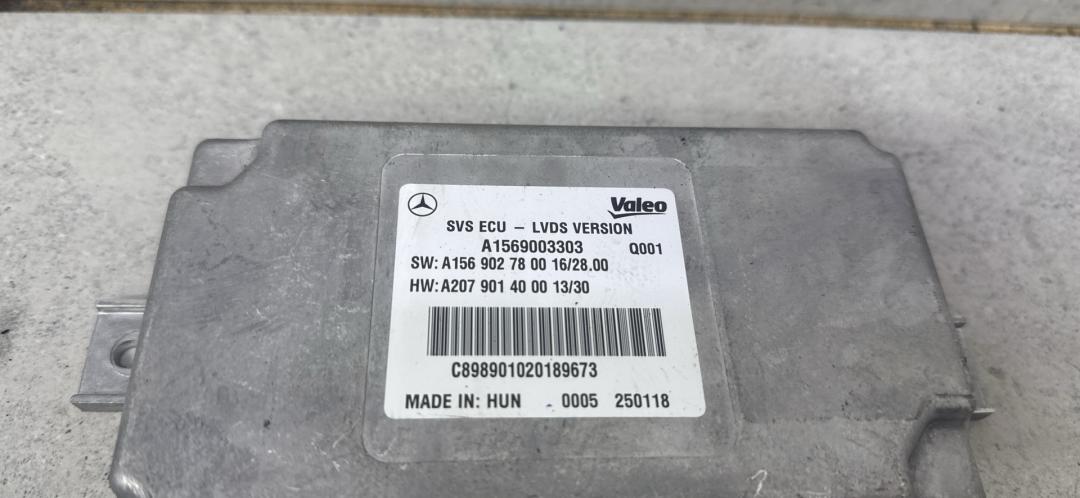 Valeo
SVS ECU – LVDS VERSION
A1569003303 Q001
SW: A156 902 78 00 16/28.00
HW: A207 901 40 00 13/30
C898901020189673
MADE IN: HUN 0005 250118